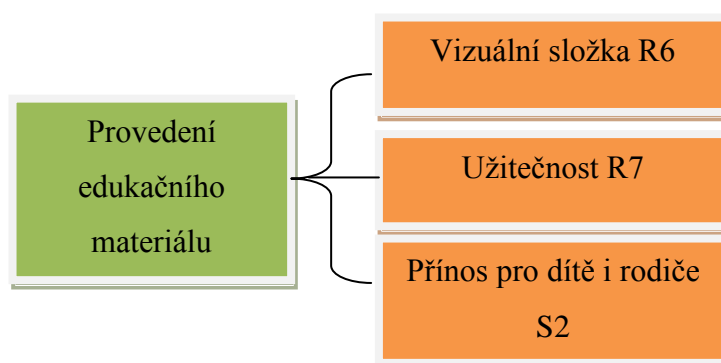 Provedení
edukačního
materiálu
Vizuální složka R6
Užitečnost R7
Přínos pro dítě i rodiče
S2